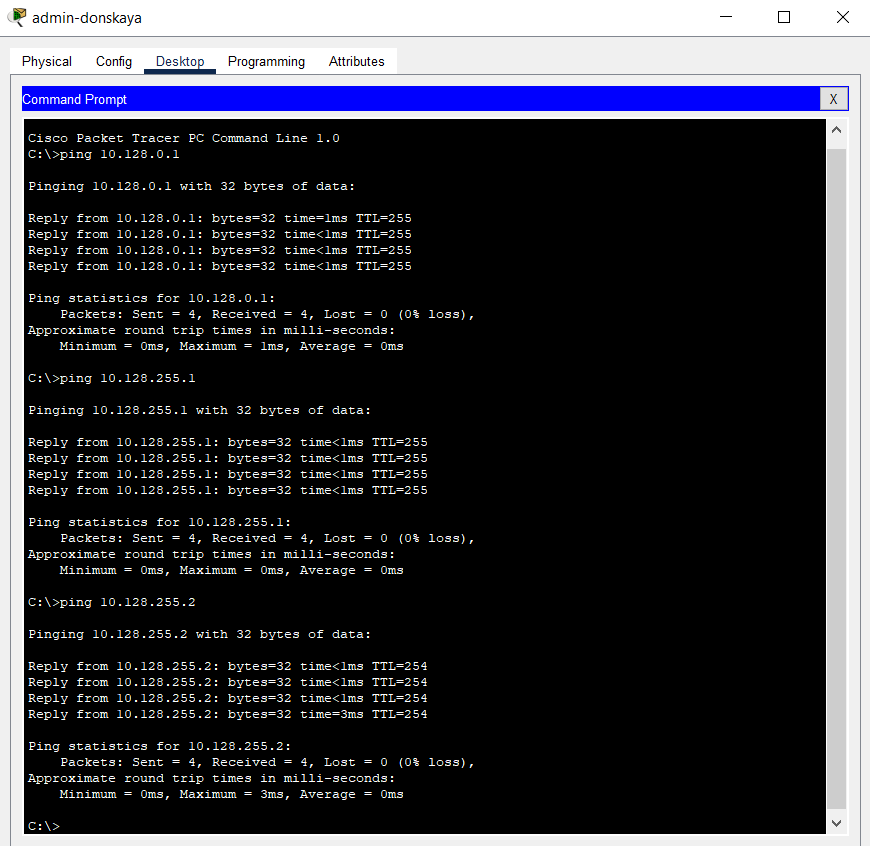 admin-donskaya
Physical Config Desktop Programming Attributes
Command Prompt X
Cisco Packet Tracer PC Command Line 1.0
C:\>ping 10.128.0.1
Pinging 10.128.0.1 with 32 bytes of data:
Reply from 10.128.0.1: bytes=32 time=1ms TTL=255
Reply from 10.128.0.1: bytes=32 time<1ms TTL=255
Reply from 10.128.0.1: bytes=32 time<1ms TTL=255
Reply from 10.128.0.1: bytes=32 time<1ms TTL=255
Ping statistics for 10.128.0.1:
    Packets: Sent = 4, Received = 4, Lost = 0 (0% loss),
Approximate round trip times in milli-seconds:
    Minimum = 0ms, Maximum = 1ms, Average = 0ms
C:\>ping 10.128.255.1
Pinging 10.128.255.1 with 32 bytes of data:
Reply from 10.128.255.1: bytes=32 time<1ms TTL=255
Reply from 10.128.255.1: bytes=32 time<1ms TTL=255
Reply from 10.128.255.1: bytes=32 time<1ms TTL=255
Reply from 10.128.255.1: bytes=32 time<1ms TTL=255
Ping statistics for 10.128.255.1:
    Packets: Sent = 4, Received = 4, Lost = 0 (0% loss),
Approximate round trip times in milli-seconds:
    Minimum = 0ms, Maximum = 0ms, Average = 0ms
C:\>ping 10.128.255.2
Pinging 10.128.255.2 with 32 bytes of data:
Reply from 10.128.255.2: bytes=32 time<1ms TTL=254
Reply from 10.128.255.2: bytes=32 time<1ms TTL=254
Reply from 10.128.255.2: bytes=32 time<1ms TTL=254
Reply from 10.128.255.2: bytes=32 time=3ms TTL=254
Ping statistics for 10.128.255.2:
    Packets: Sent = 4, Received = 4, Lost = 0 (0% loss),
Approximate round trip times in milli-seconds:
    Minimum = 0ms, Maximum = 3ms, Average = 0ms
C:\>